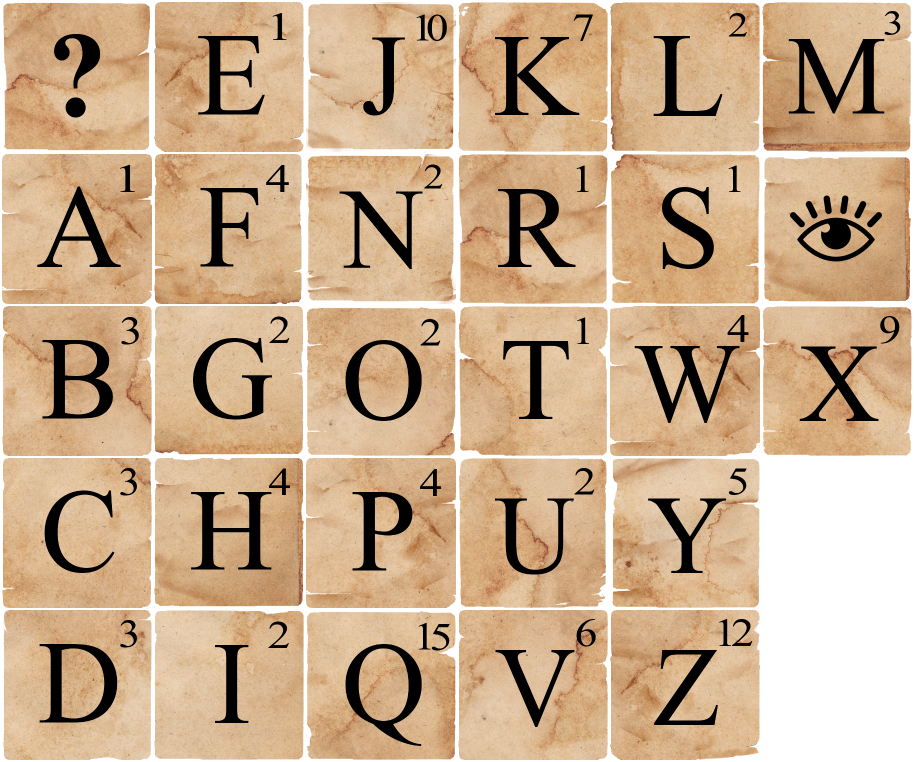 ? E 1 J 10 K 7 L 2 M 3
A 1 F 4 N 2 R 1 S 1
B 3 G 2 O 2 T 1 W 4 X 9
C 3 H 4 P 4 U 2 Y 5
D 3 I 2 Q 15 V 6 Z 12